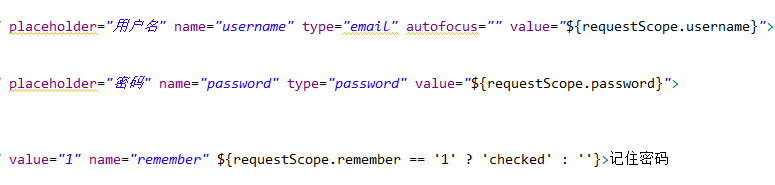 placeholder="用户名" name="username" type="email" autofocus="" value="${requestScope.username}">
placeholder="密码" name="password" type="password" value="${requestScope.password}">
value="1" name="remember" ${requestScope.remember == '1' ? 'checked' : ''}>记住密码